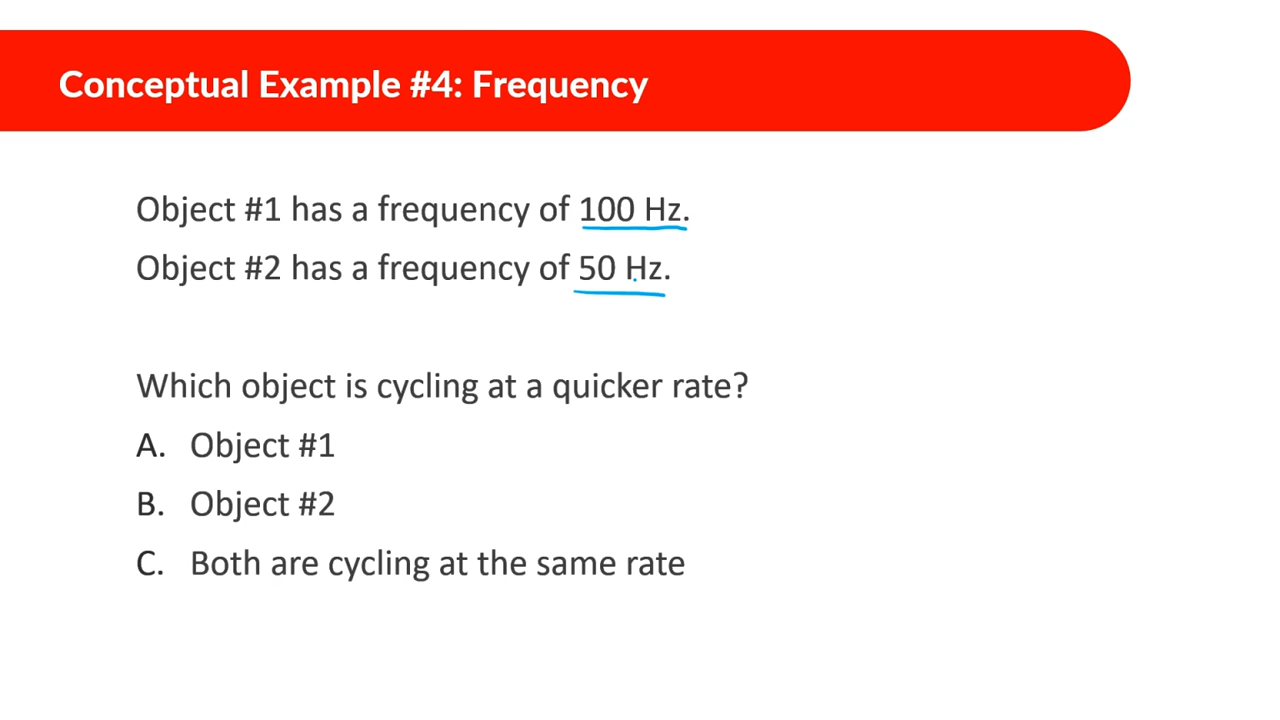 Conceptual Example #4: Frequency
Object #1 has a frequency of 100 Hz.
Object #2 has a frequency of 50 Hz.
Which object is cycling at a quicker rate?
A. Object #1
B. Object #2
C. Both are cycling at the same rate